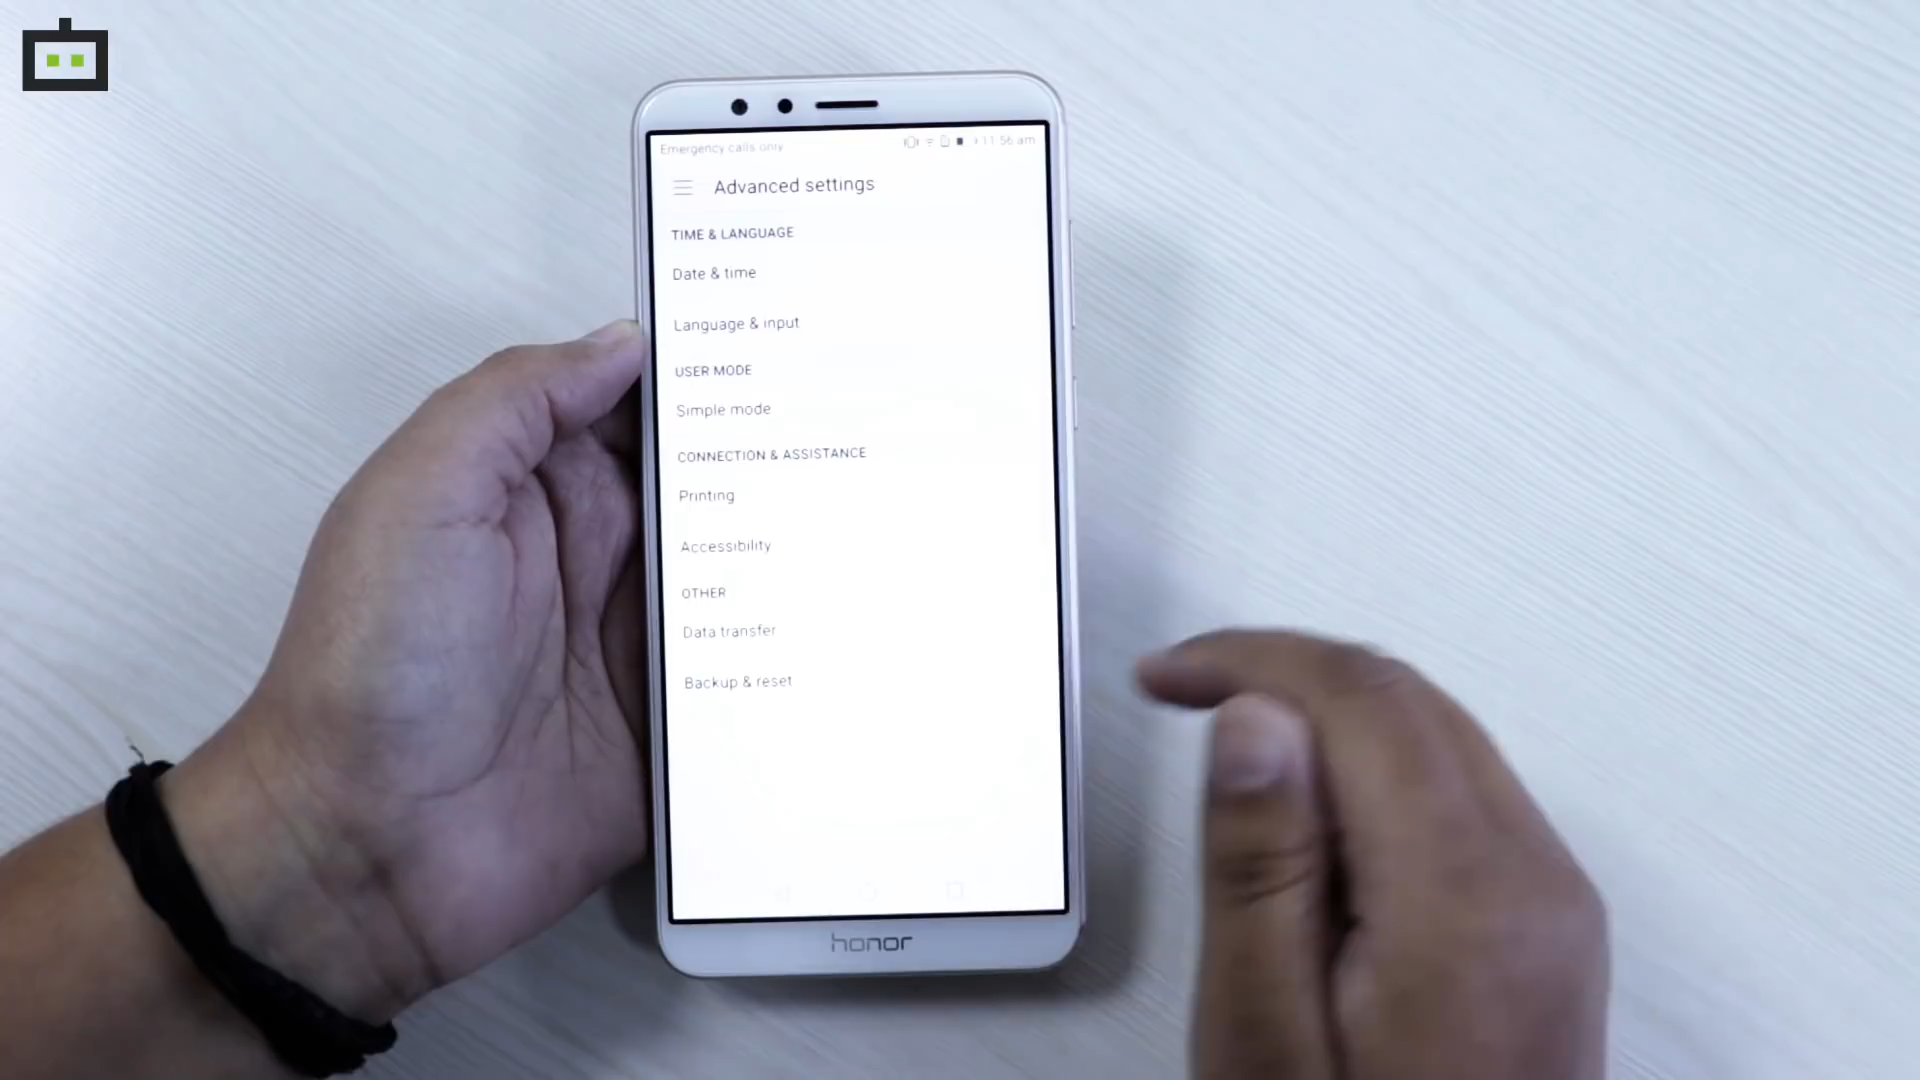 Emergency calls only 11:56 am
Advanced settings
TIME & LANGUAGE
Date & time
Language & input
USER MODE
Simple mode
CONNECTION & ASSISTANCE
Printing
Accessibility
OTHER
Data transfer
Backup & reset
honor